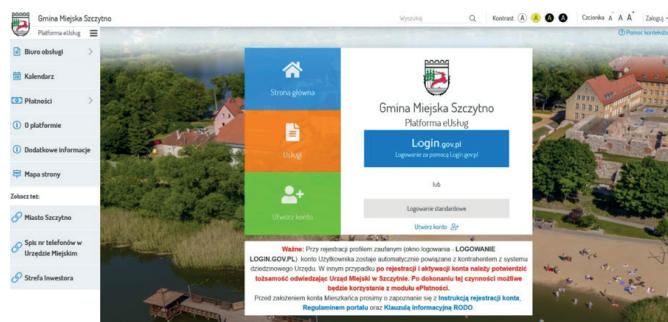 Gmina Miejska Szczytno
Platforma eUsług
Wyszukaj
Kontrast A A A A
Czcionka A A A
Zaloguj
Pomoc kontekstowa
Biuro obsługi
Kalendarz
Płatności
O platformie
Dodatkowe informacje
Mapa strony
Zobacz też:
Miasto Szczytno
Spis nr telefonów w
Urzędzie Miejskim
Strefa Inwestora
Strona główna
Usługi
Utwórz konto
Gmina Miejska Szczytno
Platforma eUsług
Login.gov.pl
Logowanie za pomocą Login.gov.pl
lub
Logowanie standardowe
Utwórz konto
Ważne: Przy rejestracji profilem zaufanym (okno logowania - LOGOWANIE
LOGIN.GOV.PL) konto Użytkownika zostaje automatycznie powiązane z kontrahentem z systemu
dziedzinowego Urzędu. W innym przypadku po rejestracji i aktywacji konta należy potwierdzić
tożsamość odwiedzając Urząd Miejski w Szczytnie. Po dokonaniu tej czynności możliwe
będzie korzystanie z modułu ePłatności.
Przed założeniem konta Mieszkańca prosimy o zapoznanie się z Instrukcją rejestracji konta,
Regulaminem portalu oraz Klauzulą informacyjną RODO